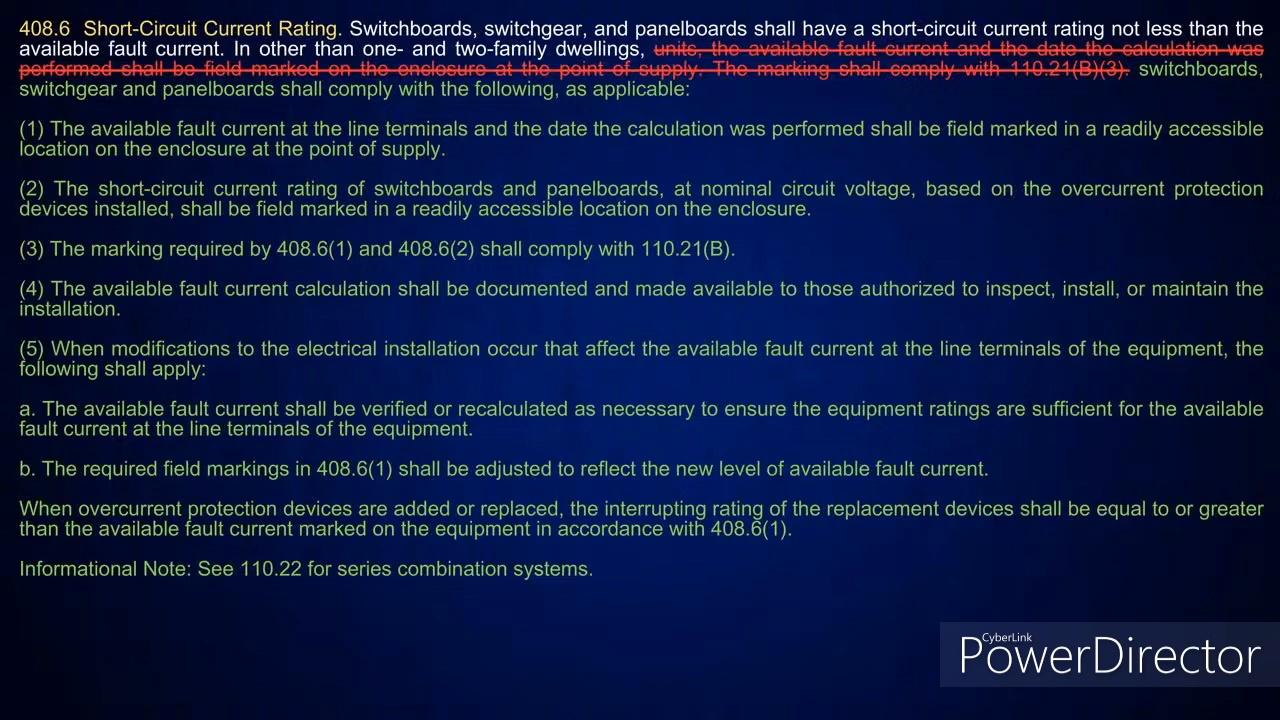 408.6 Short-Circuit Current Rating. Switchboards, switchgear, and panelboards shall have a short-circuit current rating not less than the
available fault current. In other than one- and two-family dwellings, units, the available fault current and the date the calculation was
performed shall be field marked on the enclosure at the point of supply. The marking shall comply with 110.21(B)(3). switchboards,
switchgear and panelboards shall comply with the following, as applicable:
(1) The available fault current at the line terminals and the date the calculation was performed shall be field marked in a readily accessible
location on the enclosure at the point of supply.
(2) The short-circuit current rating of switchboards and panelboards, at nominal circuit voltage, based on the overcurrent protection
devices installed, shall be field marked in a readily accessible location on the enclosure.
(3) The marking required by 408.6(1) and 408.6(2) shall comply with 110.21(B).
(4) The available fault current calculation shall be documented and made available to those authorized to inspect, install, or maintain the
installation.
(5) When modifications to the electrical installation occur that affect the available fault current at the line terminals of the equipment, the
following shall apply:
a. The available fault current shall be verified or recalculated as necessary to ensure the equipment ratings are sufficient for the available
fault current at the line terminals of the equipment.
b. The required field markings in 408.6(1) shall be adjusted to reflect the new level of available fault current.
When overcurrent protection devices are added or replaced, the interrupting rating of the replacement devices shall be equal to or greater
than the available fault current marked on the equipment in accordance with 408.6(1).
Informational Note: See 110.22 for series combination systems.
CyberLink
PowerDirector